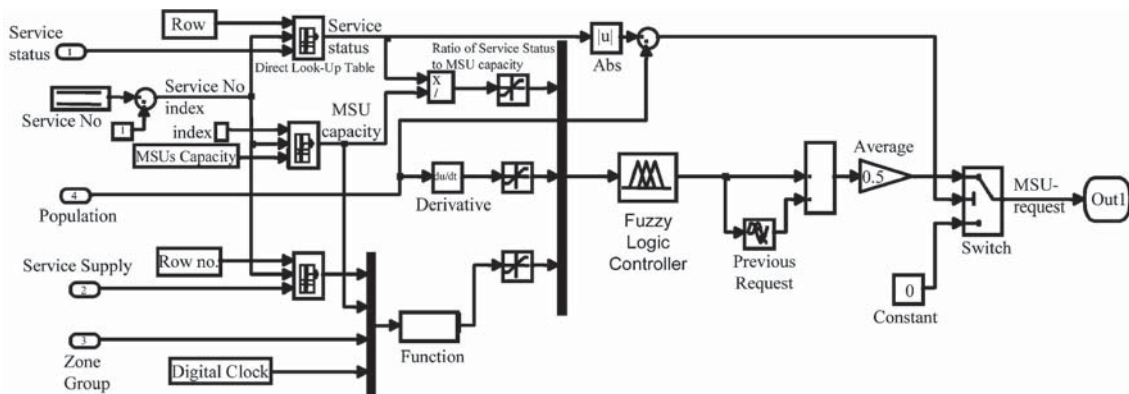 Row
Service
status
1
Service
status
Direct Look-Up Table
Ratio of Service Status
to MSU capacity
x
/
|u|
Abs
Service No
Service No
index
1
index
MSU
capacity
MSUs Capacity
4
Population
du/dt
Derivative
Fuzzy
Logic
Controller
Previous
Request
Average
0.5
MSU-
request
Out1
Switch
0
Constant
Service Supply
Row no.
2
3
Zone
Group
Digital Clock
Function